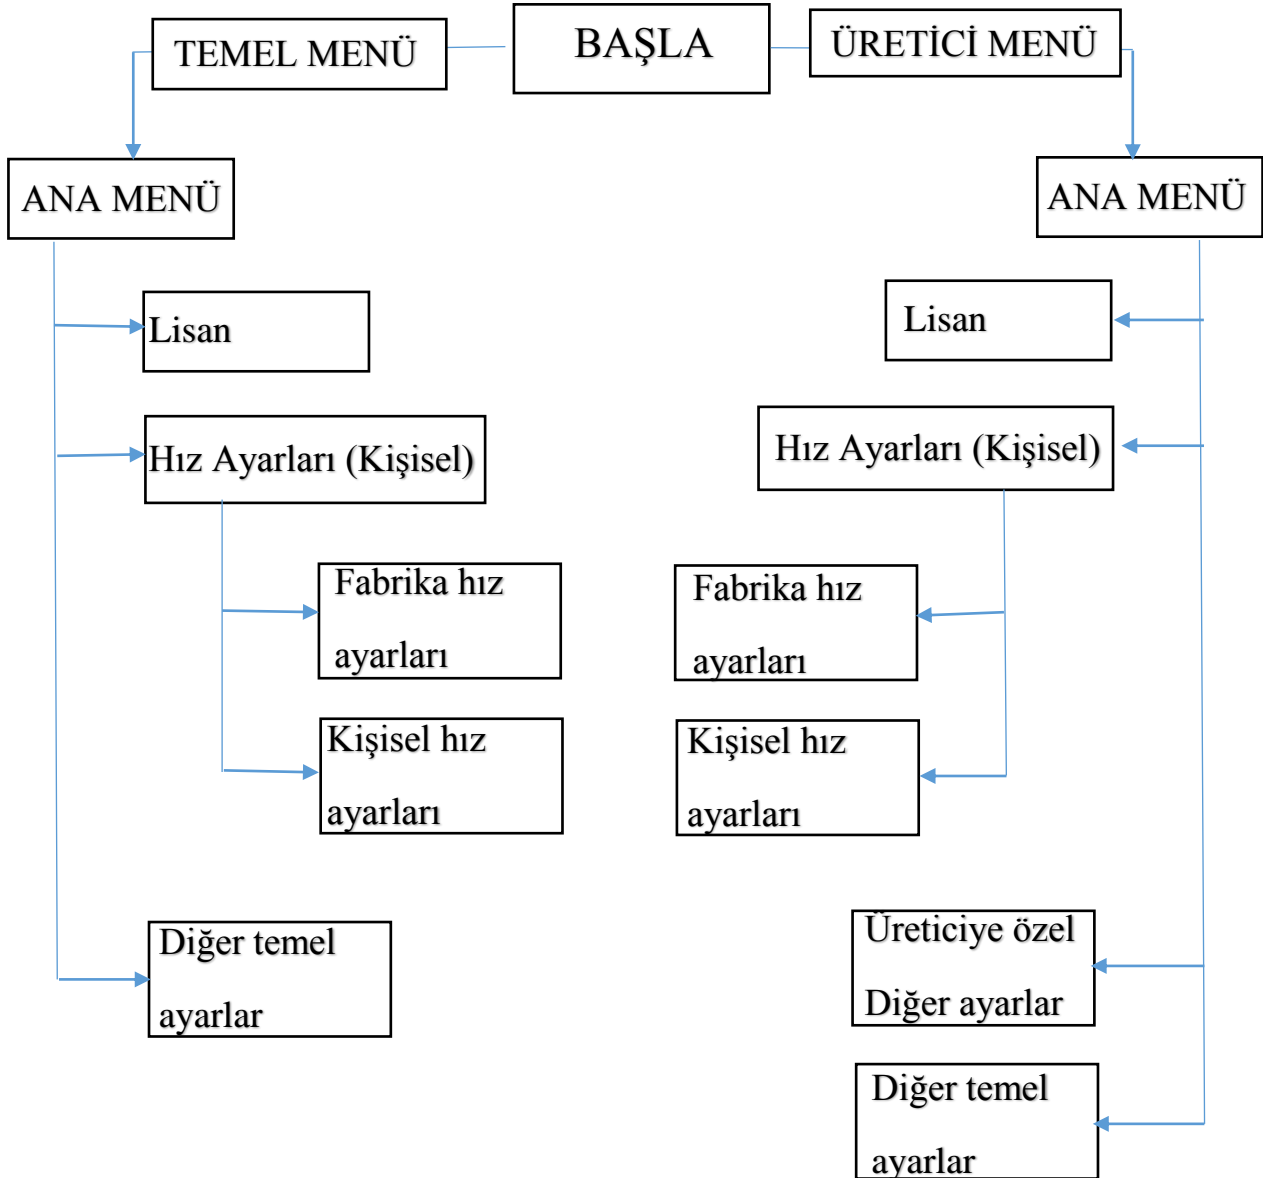 TEMEL MENÜ
BAŞLA
ÜRETİCİ MENÜ
ANA MENÜ
Lisan
Hız Ayarları (Kişisel)
Fabrika hız
ayarları
Kişisel hız
ayarları
Diğer temel
ayarlar
ANA MENÜ
Lisan
Hız Ayarları (Kişisel)
Fabrika hız
ayarları
Kişisel hız
ayarları
Üreticiye özel
Diğer ayarlar
Diğer temel
ayarlar